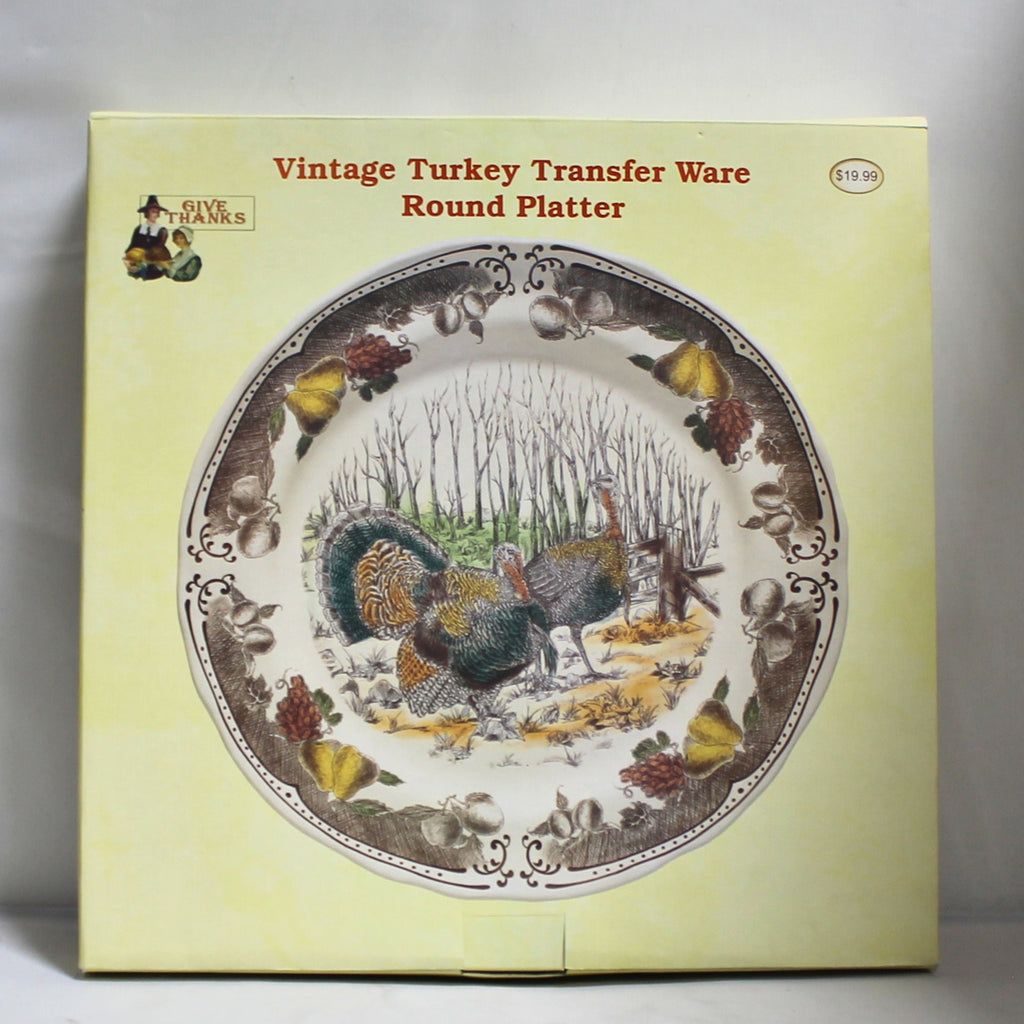 Vintage Turkey Transfer Ware
Round Platter
$19.99
GIVE
THANKS